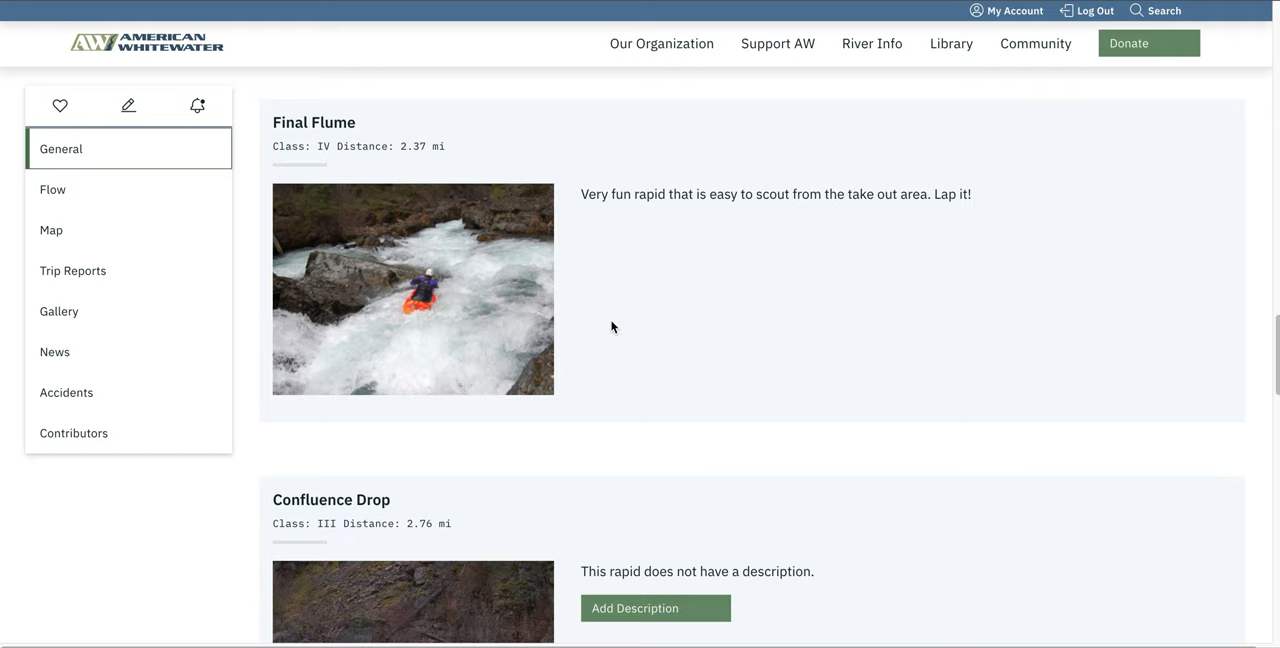 My Account
Log Out
Search
AW AMERICAN WHITEWATER
Our Organization
Support AW
River Info
Library
Community
Donate
General
Flow
Map
Trip Reports
Gallery
News
Accidents
Contributors
Final Flume
Class: IV Distance: 2.37 mi
Very fun rapid that is easy to scout from the take out area. Lap it!
Confluence Drop
Class: III Distance: 2.76 mi
This rapid does not have a description.
Add Description